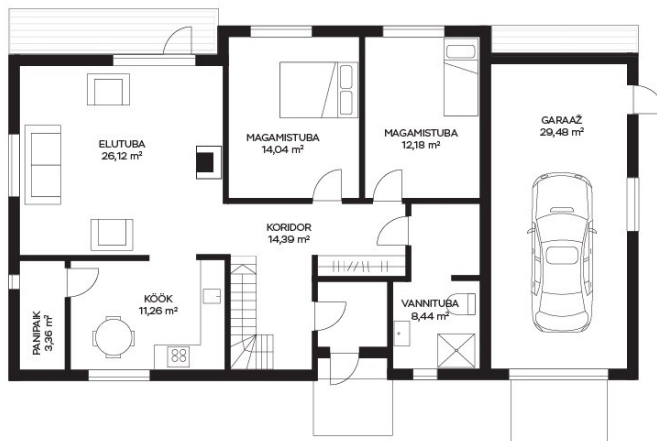 ELUTUBA
26,12 m²
MAGAMISTUBA
14,04 m²
MAGAMISTUBA
12,18 m²
GARAAŽ
29,48 m²
KORIDOR
14,39 m²
KÖÖK
11,26 m²
PANIPAIK
3,36 m²
VANNITUBA
8,44 m²